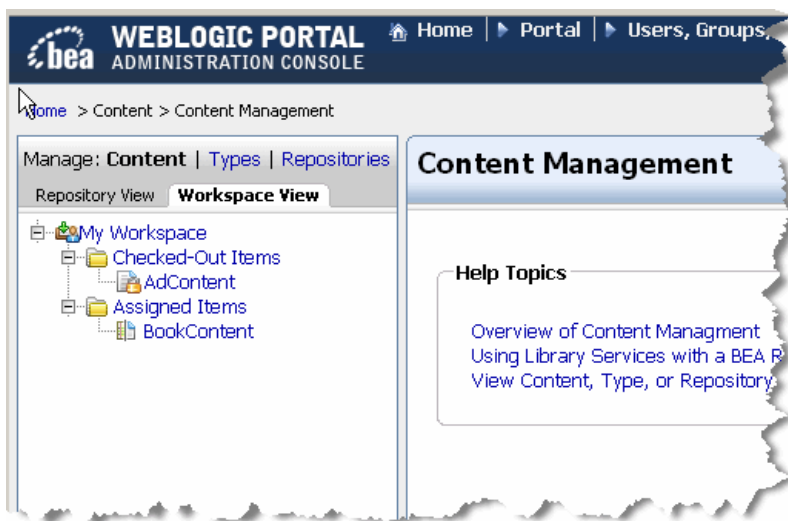 bea WEBLOGIC PORTAL
ADMINISTRATION CONSOLE
Home | Portal | Users, Groups,
Home > Content > Content Management
Manage: Content | Types | Repositories
Repository View Workspace View
My Workspace
Checked-Out Items
AdContent
Assigned Items
BookContent
Content Management
Help Topics
Overview of Content Managment
Using Library Services with a BEA R
View Content, Type, or Repository